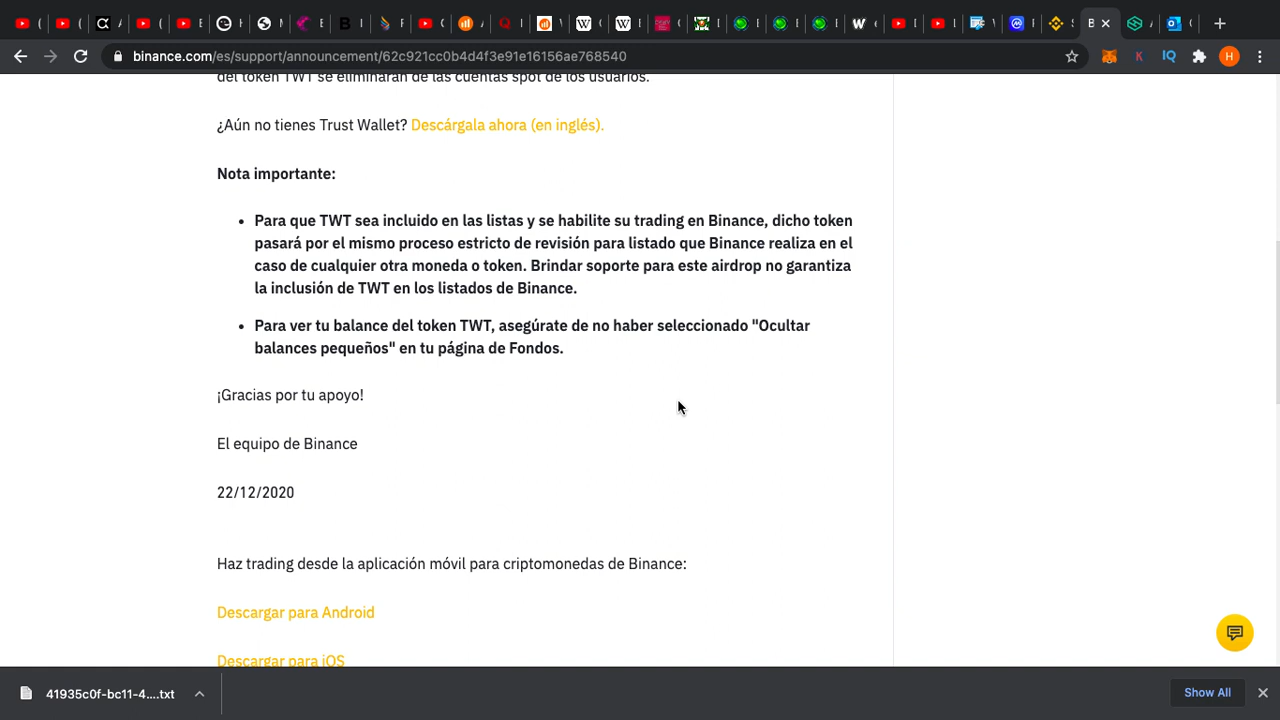 binance.com/es/support/announcement/62c921cc0b4d4f3e91e16156ae768540
del token TWT se eliminarán de las cuentas spot de los usuarios.
¿Aún no tienes Trust Wallet? Descárgala ahora (en inglés).
Nota importante:
• Para que TWT sea incluido en las listas y se habilite su trading en Binance, dicho token
pasará por el mismo proceso estricto de revisión para listado que Binance realiza en el
caso de cualquier otra moneda o token. Brindar soporte para este airdrop no garantiza
la inclusión de TWT en los listados de Binance.
• Para ver tu balance del token TWT, asegúrate de no haber seleccionado "Ocultar
balances pequeños" en tu página de Fondos.
¡Gracias por tu apoyo!
El equipo de Binance
22/12/2020
Haz trading desde la aplicación móvil para criptomonedas de Binance:
Descargar para Android
Descargar para iOS
41935c0f-bc11-4....txt
Show All